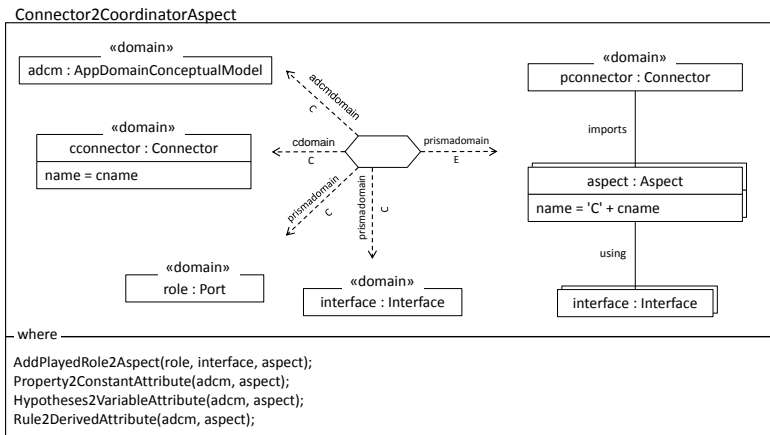 Connector2CoordinatorAspect
«domain»
adcm : AppDomainConceptualModel
«domain»
cconnector : Connector
name = cname
«domain»
role : Port
«domain»
interface : Interface
adcmdomain
C
cdomain
C
prismadomain
C
prismadomain
C
prismadomain
E
«domain»
pconnector : Connector
imports
aspect : Aspect
name = 'C' + cname
using
interface : Interface
where
AddPlayedRole2Aspect(role, interface, aspect);
Property2ConstantAttribute(adcm, aspect);
Hypotheses2VariableAttribute(adcm, aspect);
Rule2DerivedAttribute(adcm, aspect);